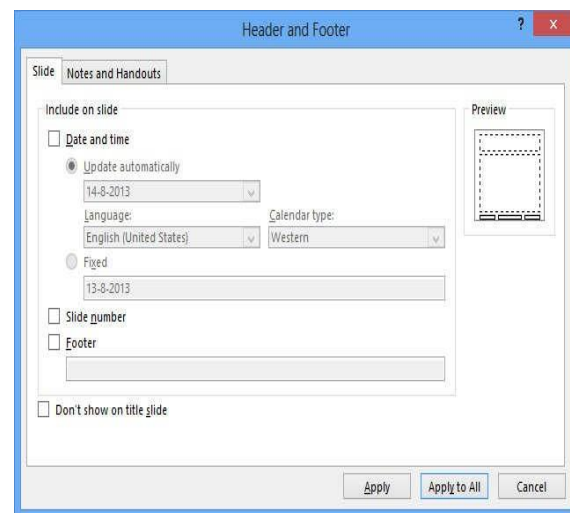 Header and Footer ?
Slide Notes and Handouts
Include on slide Preview
Date and time
Update automatically
14-8-2013
Language: Calendar type:
English (United States) Western
Fixed
13-8-2013
Slide number
Footer
Don't show on title slide
Apply Apply to All Cancel